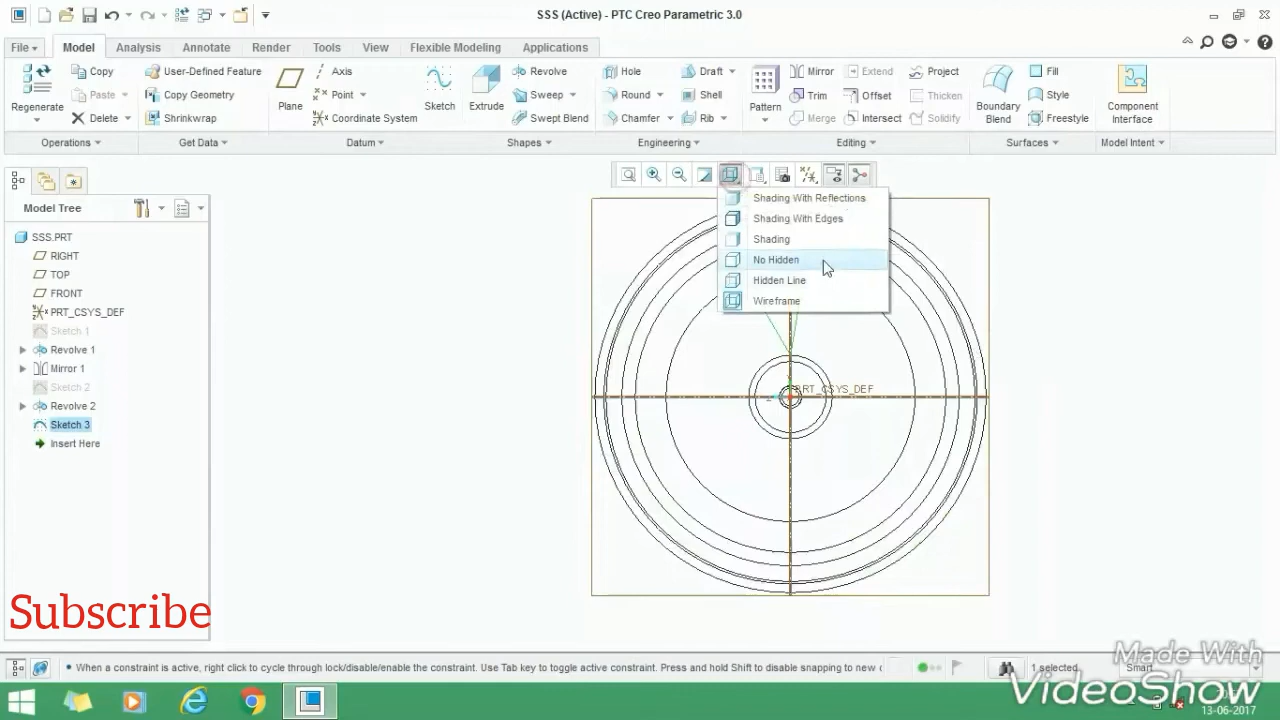 SSS (Active) - PTC Creo Parametric 3.0
File Model Analysis Annotate Render Tools View Flexible Modeling Applications
Regenerate
Copy
Paste
Delete
User-Defined Feature
Copy Geometry
Shrinkwrap
Plane
Axis
Point
Coordinate System
Sketch
Extrude
Revolve
Sweep
Swept Blend
Hole
Round
Chamfer
Draft
Shell
Rib
Pattern
Mirror
Trim
Merge
Extend
Offset
Intersect
Project
Thicken
Solidify
Boundary
Blend
Fill
Style
Freestyle
Component
Interface
Operations Get Data Datum Shapes Engineering Editing Surfaces Model Intent
Model Tree
SSS.PRT
RIGHT
TOP
FRONT
PRT_CSYS_DEF
Sketch 1
Revolve 1
Mirror 1
Sketch 2
Revolve 2
Sketch 3
Insert Here
Shading With Reflections
Shading With Edges
Shading
No Hidden
Hidden Line
Wireframe
PRT_CSYS_DEF
Subscribe
When a constraint is active, right click to cycle through lock/disable/enable the constraint. Use Tab key to toggle active constraint. Press and hold Shift to disable snapping to new
1 selected
Smart
Made With
VideoShow
13-06-2017